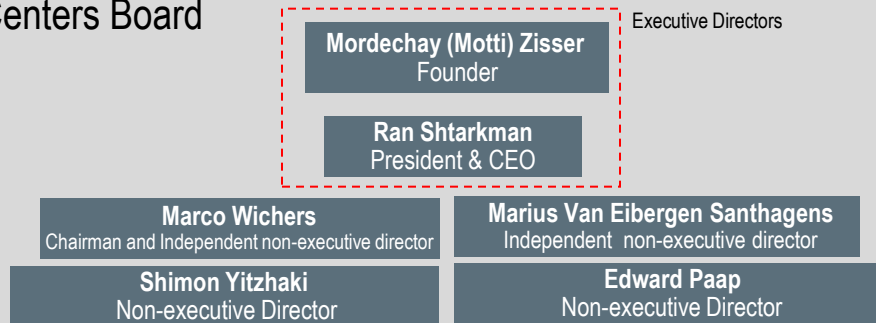 Centers Board
Executive Directors
Mordechay (Motti) Zisser
Founder
Ran Shtarkman
President & CEO
Marco Wichers
Chairman and Independent non-executive director
Marius Van Eibergen Santhagens
Independent non-executive director
Shimon Yitzhaki
Non-executive Director
Edward Paap
Non-executive Director